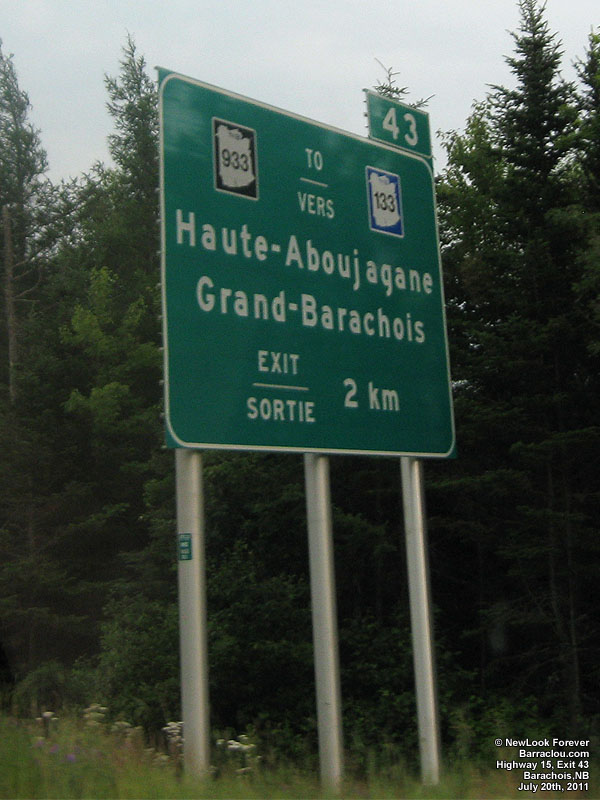 43
933
TO
VERS
133
Haute-Aboujagane
Grand-Barachois
EXIT
SORTIE
2 km
© NewLook Forever
Barraclou.com
Highway 15, Exit 43
Barachois,NB
July 20th, 2011